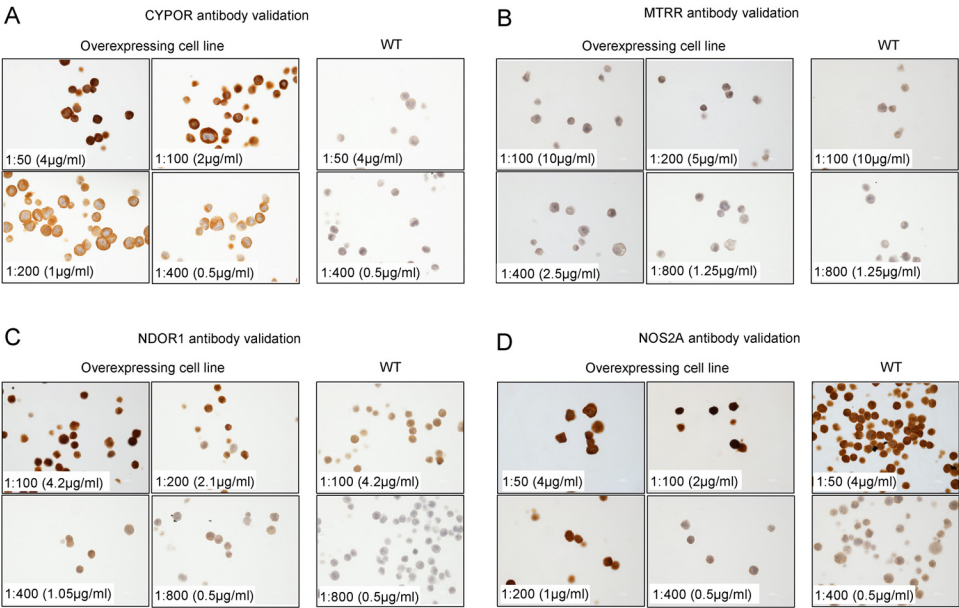 A
CYPOR antibody validation
Overexpressing cell line
WT
1:50 (4µg/ml)
1:100 (2µg/ml)
1:50 (4µg/ml)
1:200 (1µg/ml)
1:400 (0.5µg/ml)
1:400 (0.5µg/ml)
B
MTRR antibody validation
Overexpressing cell line
WT
1:100 (10µg/ml)
1:200 (5µg/ml)
1:100 (10µg/ml)
1:400 (2.5µg/ml)
1:800 (1.25µg/ml)
1:800 (1.25µg/ml)
C
NDOR1 antibody validation
Overexpressing cell line
WT
1:100 (4.2µg/ml)
1:200 (2.1µg/ml)
1:100 (4.2µg/ml)
1:400 (1.05µg/ml)
1:800 (0.5µg/ml)
1:800 (0.5µg/ml)
D
NOS2A antibody validation
Overexpressing cell line
WT
1:50 (4µg/ml)
1:100 (2µg/ml)
1:50 (4µg/ml)
1:200 (1µg/ml)
1:400 (0.5µg/ml)
1:400 (0.5µg/ml)